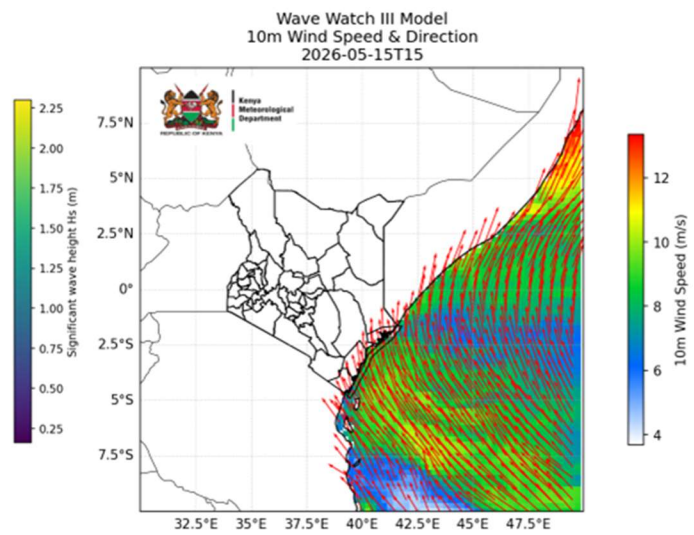 Wave Watch III Model
10m Wind Speed & Direction
2026-05-15T15
2.25
2.00
1.75
1.50
1.25
1.00
0.75
0.50
0.25
Significant wave height Hs (m)
7.5°N
5°N
2.5°N
0°
2.5°S
5°S
7.5°S
REPUBLIC OF KENYA
Kenya
Meteorological
Department
32.5°E 35°E 37.5°E 40°E 42.5°E 45°E 47.5°E
12
10
8
6
4
10m Wind Speed (m/s)